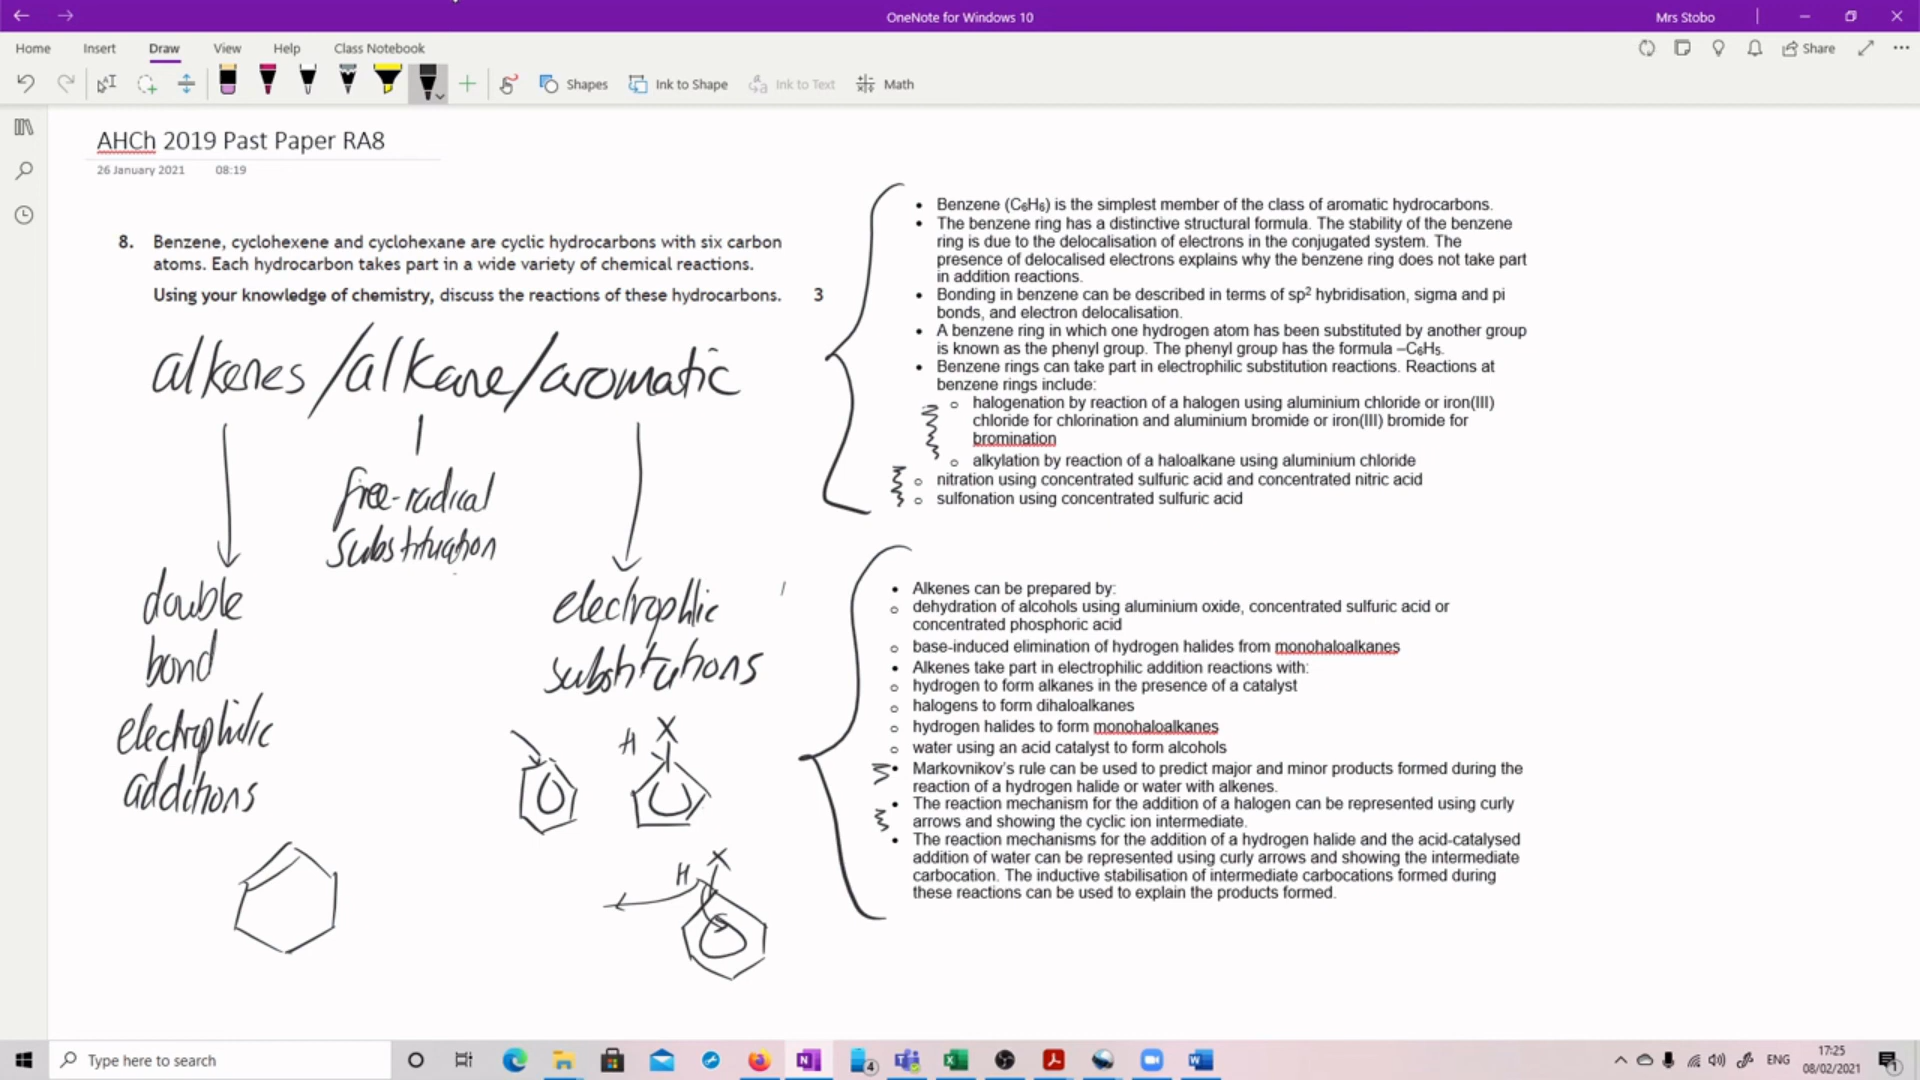 OneNote for Windows 10
Mrs Stobo
Home Insert Draw View Help Class Notebook
Share
Shapes Ink to Shape Ink to Text Math
AHCh 2019 Past Paper RA8
26 January 2021 08:19
8. Benzene, cyclohexene and cyclohexane are cyclic hydrocarbons with six carbon
atoms. Each hydrocarbon takes part in a wide variety of chemical reactions.
Using your knowledge of chemistry, discuss the reactions of these hydrocarbons. 3
alkenes/alkane/aromatic
free-radical
substitution
double
bond
electrophilic
additions
electrophlic
substitutions
H X
H X
• Benzene (C₆H₆) is the simplest member of the class of aromatic hydrocarbons.
• The benzene ring has a distinctive structural formula. The stability of the benzene
ring is due to the delocalisation of electrons in the conjugated system. The
presence of delocalised electrons explains why the benzene ring does not take part
in addition reactions.
• Bonding in benzene can be described in terms of sp² hybridisation, sigma and pi
bonds, and electron delocalisation.
• A benzene ring in which one hydrogen atom has been substituted by another group
is known as the phenyl group. The phenyl group has the formula –C₆H₅.
• Benzene rings can take part in electrophilic substitution reactions. Reactions at
benzene rings include:
o halogenation by reaction of a halogen using aluminium chloride or iron(III)
chloride for chlorination and aluminium bromide or iron(III) bromide for
bromination
o alkylation by reaction of a haloalkane using aluminium chloride
o nitration using concentrated sulfuric acid and concentrated nitric acid
o sulfonation using concentrated sulfuric acid
• Alkenes can be prepared by:
o dehydration of alcohols using aluminium oxide, concentrated sulfuric acid or
concentrated phosphoric acid
o base-induced elimination of hydrogen halides from monohaloalkanes
• Alkenes take part in electrophilic addition reactions with:
o hydrogen to form alkanes in the presence of a catalyst
o halogens to form dihaloalkanes
o hydrogen halides to form monohaloalkanes
o water using an acid catalyst to form alcohols
• Markovnikov's rule can be used to predict major and minor products formed during the
reaction of a hydrogen halide or water with alkenes.
• The reaction mechanism for the addition of a halogen can be represented using curly
arrows and showing the cyclic ion intermediate.
• The reaction mechanisms for the addition of a hydrogen halide and the acid-catalysed
addition of water can be represented using curly arrows and showing the intermediate
carbocation. The inductive stabilisation of intermediate carbocations formed during
these reactions can be used to explain the products formed.
Type here to search
4
ENG
17:25
08/02/2021
1